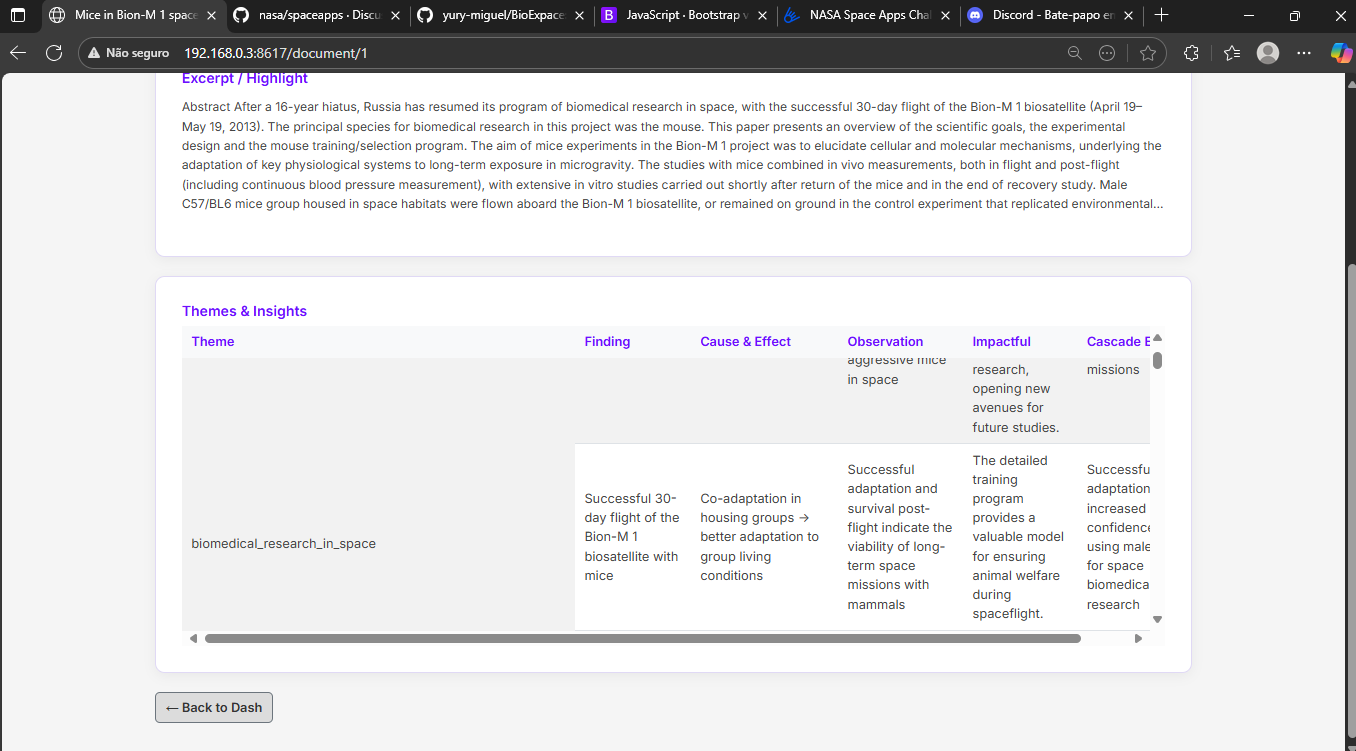 Mice in Bion-M 1 space
nasa/spaceapps · Discu
yury-miguel/BioExpace
B JavaScript · Bootstrap v
NASA Space Apps Chal
Discord - Bate-papo em
Não seguro 192.168.0.3:8617/document/1
Excerpt / Highlight
Abstract After a 16-year hiatus, Russia has resumed its program of biomedical research in space, with the successful 30-day flight of the Bion-M 1 biosatellite (April 19–
May 19, 2013). The principal species for biomedical research in this project was the mouse. This paper presents an overview of the scientific goals, the experimental
design and the mouse training/selection program. The aim of mice experiments in the Bion-M 1 project was to elucidate cellular and molecular mechanisms, underlying the
adaptation of key physiological systems to long-term exposure in microgravity. The studies with mice combined in vivo measurements, both in flight and post-flight
(including continuous blood pressure measurement), with extensive in vitro studies carried out shortly after return of the mice and in the end of recovery study. Male
C57/BL6 mice group housed in space habitats were flown aboard the Bion-M 1 biosatellite, or remained on ground in the control experiment that replicated environmental...
Themes & Insights
Theme Finding Cause & Effect Observation Impactful Cascade E
aggressive mice
in space
research,
opening new
avenues for
future studies.
missions
biomedical_research_in_space
Successful 30-
day flight of the
Bion-M 1
biosatellite with
mice
Co-adaptation in
housing groups →
better adaptation to
group living
conditions
Successful
adaptation and
survival post-
flight indicate the
viability of long-
term space
missions with
mammals
The detailed
training
program
provides a
valuable model
for ensuring
animal welfare
during
spaceflight.
Successfu
adaptation
increased
confidence
using male
for space
biomedica
research
← Back to Dash